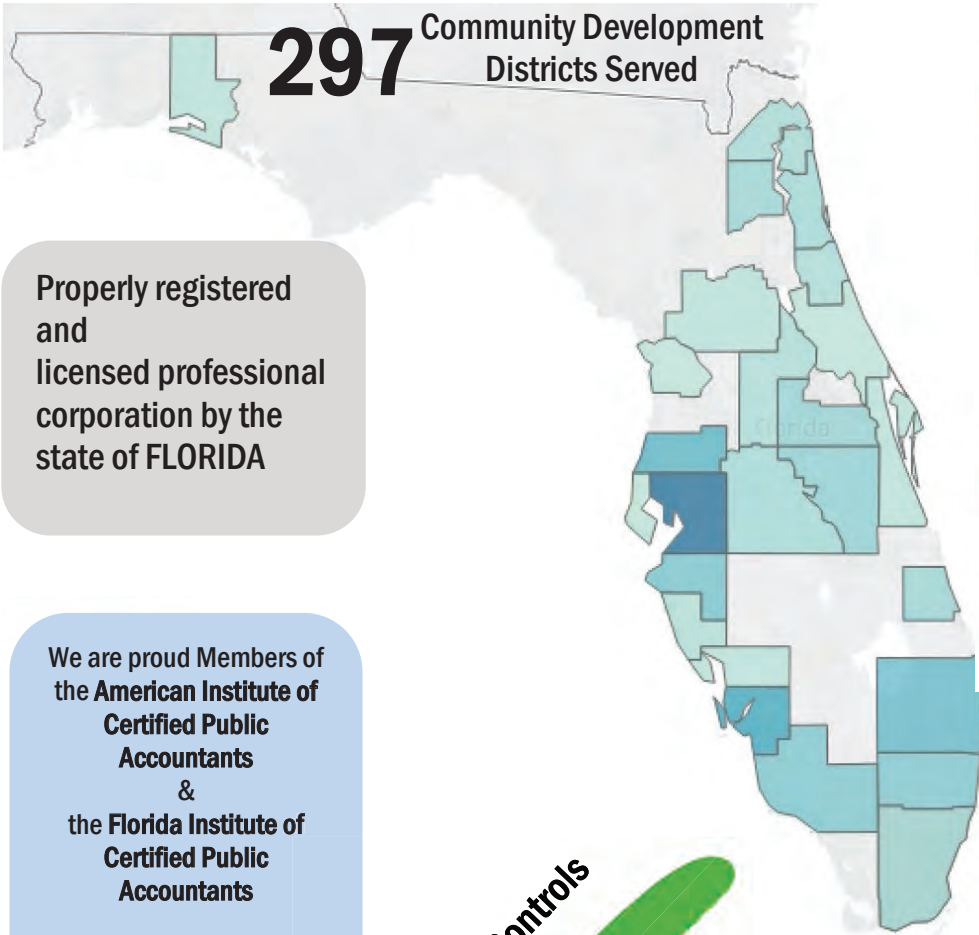 297
Community Development
Districts Served
Properly registered
and
licensed professional
corporation by the
state of FLORIDA
Florida
We are proud Members of
the American Institute of
Certified Public
Accountants
&
the Florida Institute of
Certified Public
Accountants